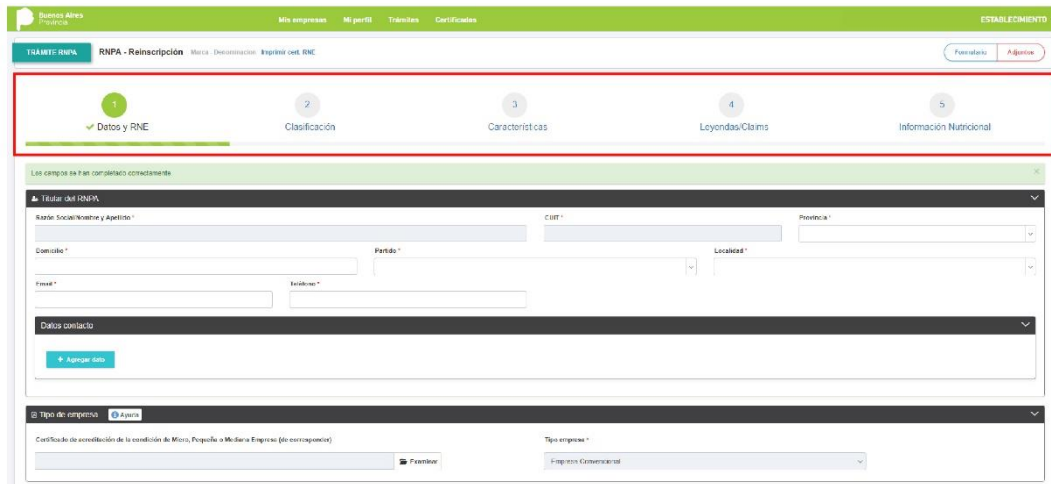 Buenos Aires
Provincia
Mis empresas Mi perfil Trámites Certificados
ESTABLECIMIENTO
TRÁMITE RNPA RNPA - Reinscripción Marca Denominacion Imprimir cert. RNE
Formulario Adjuntos
1 2 3 4 5
Datos y RNE Clasificación Características Leyendas/Claims Información Nutricional
Los campos se han completado correctamente
Titular del RNPA
Razón Social/Nombre y Apellido * CUIT * Provincia *
Domicilio * Partido * Localidad *
Email * Teléfono *
Datos contacto
+ Agregar dato
Tipo de empresa Ayuda
Certificado de acreditación de la condición de Micro, Pequeña o Mediana Empresa (de corresponder) Tipo empresa *
Examinar Empresa Convencional